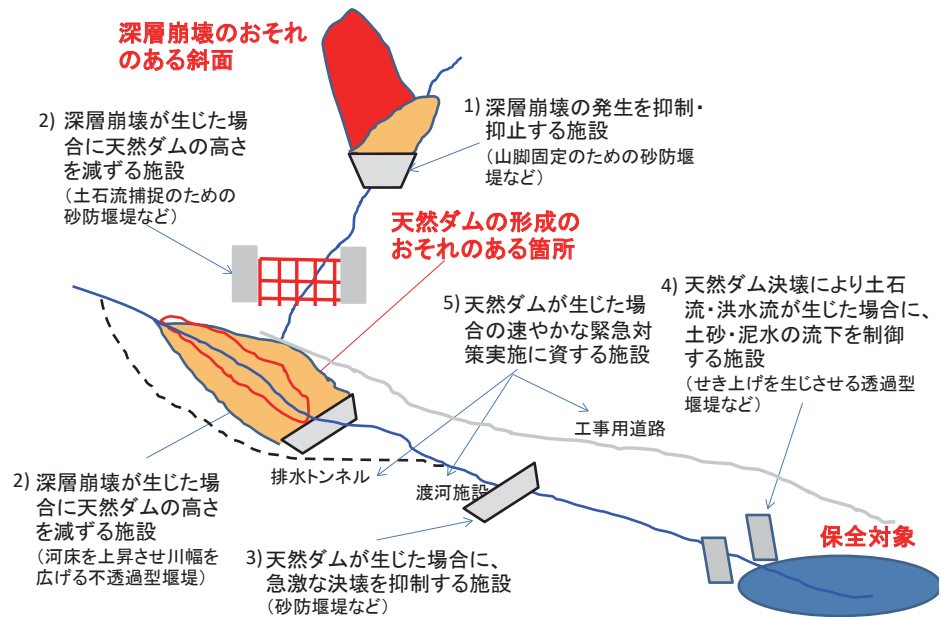 深層崩壊のおそれ
のある斜面
1) 深層崩壊の発生を抑制・
抑止する施設
(山脚固定のための砂防堰
堤など)
2) 深層崩壊が生じた場
合に天然ダムの高さ
を減ずる施設
(土石流捕捉のための
砂防堰堤など)
天然ダムの形成の
おそれのある箇所
5) 天然ダムが生じた場
合の速やかな緊急対
策実施に資する施設
4) 天然ダム決壊により土石
流・洪水流が生じた場合に、
土砂・泥水の流下を制御
する施設
(せき上げを生じさせる透過型
堰堤など)
工事用道路
排水トンネル
渡河施設
2) 深層崩壊が生じた場
合に天然ダムの高さ
を減ずる施設
(河床を上昇させ川幅を
広げる不透過型堰堤)
3) 天然ダムが生じた場合に、
急激な決壊を抑制する施設
(砂防堰堤など)
保全対象